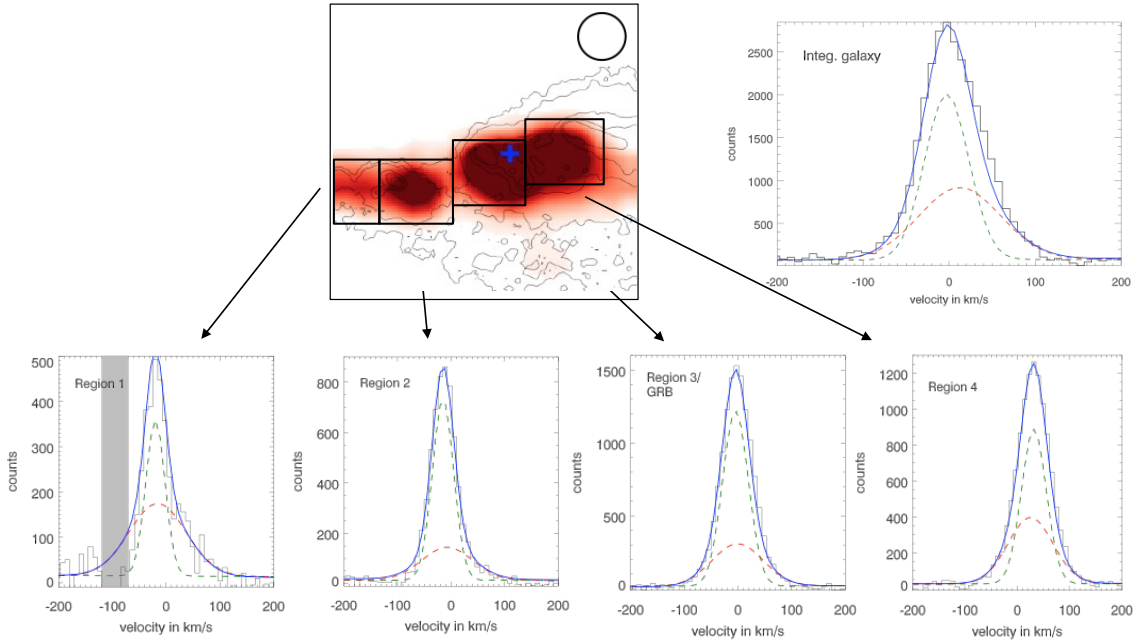 Integ. galaxy
2500
2000
1500
1000
500
counts
-200 -100 0 100 200
velocity in km/s
Region 1
500
400
300
200
100
0
counts
-200 -100 0 100 200
velocity in km/s
Region 2
800
600
400
200
0
counts
-200 -100 0 100 200
velocity in km/s
Region 3/
GRB
1500
1000
500
0
counts
-200 -100 0 100 200
velocity in km/s
Region 4
1200
1000
800
600
400
200
0
counts
-200 -100 0 100 200
velocity in km/s